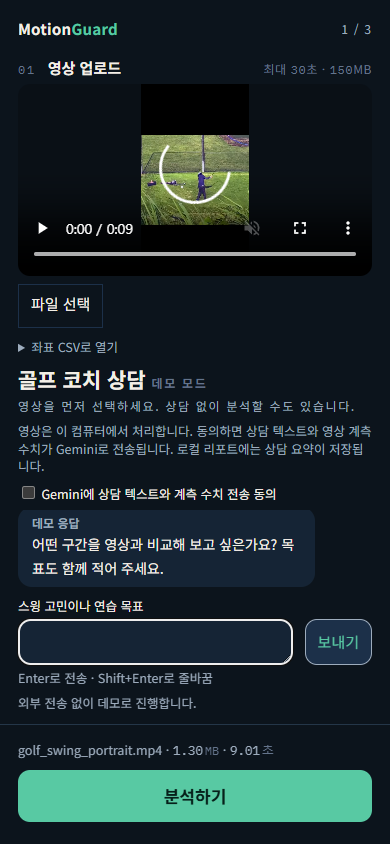 MotionGuard
1 / 3
01 영상 업로드
최대 30초 · 150MB
0:00 / 0:09
파일 선택
▶ 좌표 CSV로 열기
골프 코치 상담 데모 모드
영상을 먼저 선택하세요. 상담 없이 분석할 수도 있습니다.
영상은 이 컴퓨터에서 처리합니다. 동의하면 상담 텍스트와 영상 계측
수치가 Gemini로 전송됩니다. 로컬 리포트에는 상담 요약이 저장됩
니다.
Gemini에 상담 텍스트와 계측 수치 전송 동의
데모 응답
어떤 구간을 영상과 비교해 보고 싶은가요? 목
표도 함께 적어 주세요.
스윙 고민이나 연습 목표
보내기
Enter로 전송 · Shift+Enter로 줄바꿈
외부 전송 없이 데모로 진행합니다.
golf_swing_portrait.mp4 · 1.30 MB · 9.01 초
분석하기